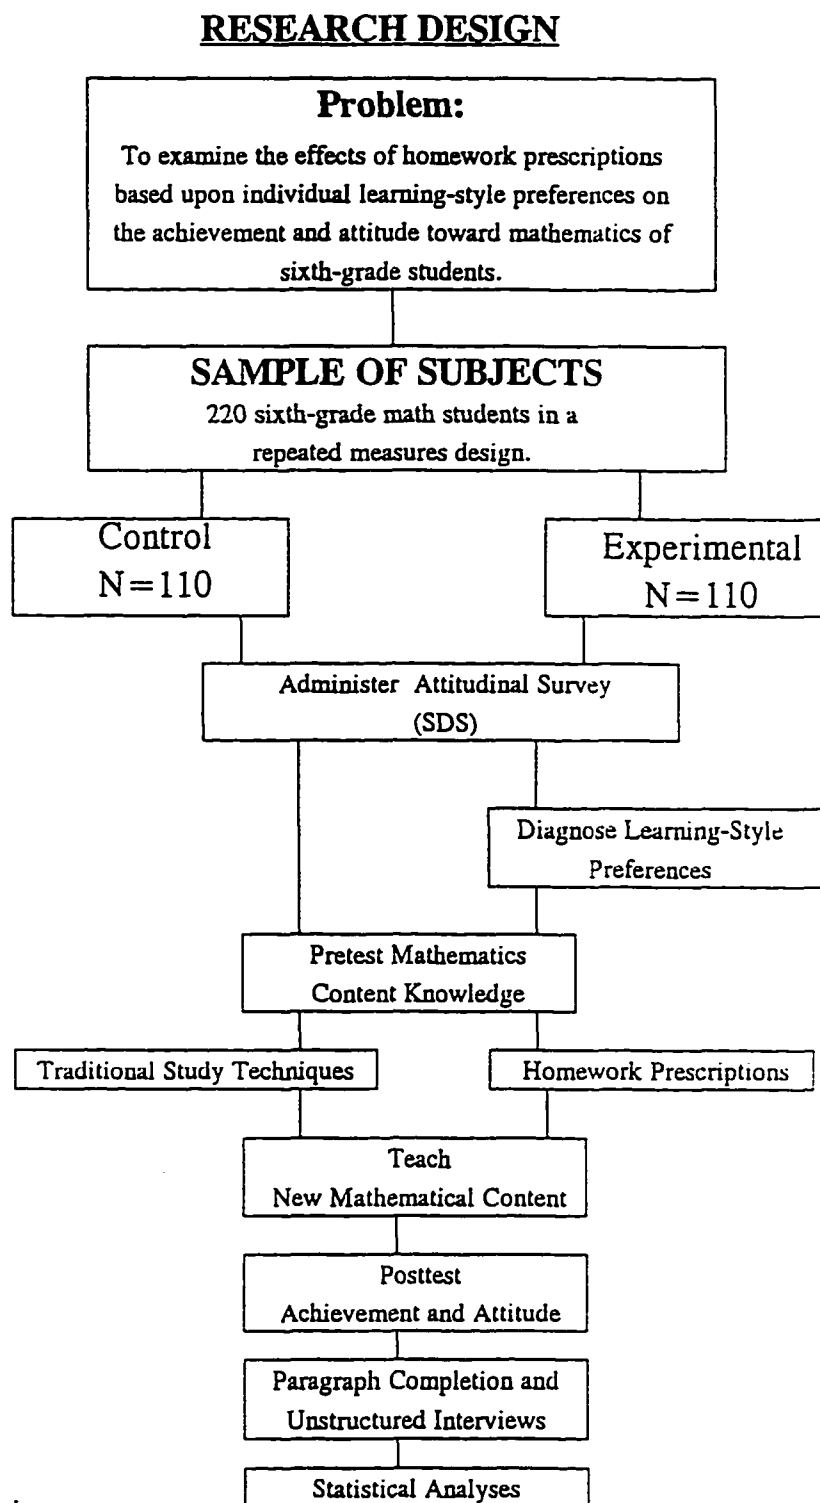 RESEARCH DESIGN
Problem:
To examine the effects of homework prescriptions
based upon individual learning-style preferences on
the achievement and attitude toward mathematics of
sixth-grade students.
SAMPLE OF SUBJECTS
220 sixth-grade math students in a
repeated measures design.
Control
N=110
Experimental
N=110
Administer Attitudinal Survey
(SDS)
Diagnose Learning-Style
Preferences
Pretest Mathematics
Content Knowledge
Traditional Study Techniques
Homework Prescriptions
Teach
New Mathematical Content
Posttest
Achievement and Attitude
Paragraph Completion and
Unstructured Interviews
Statistical Analyses